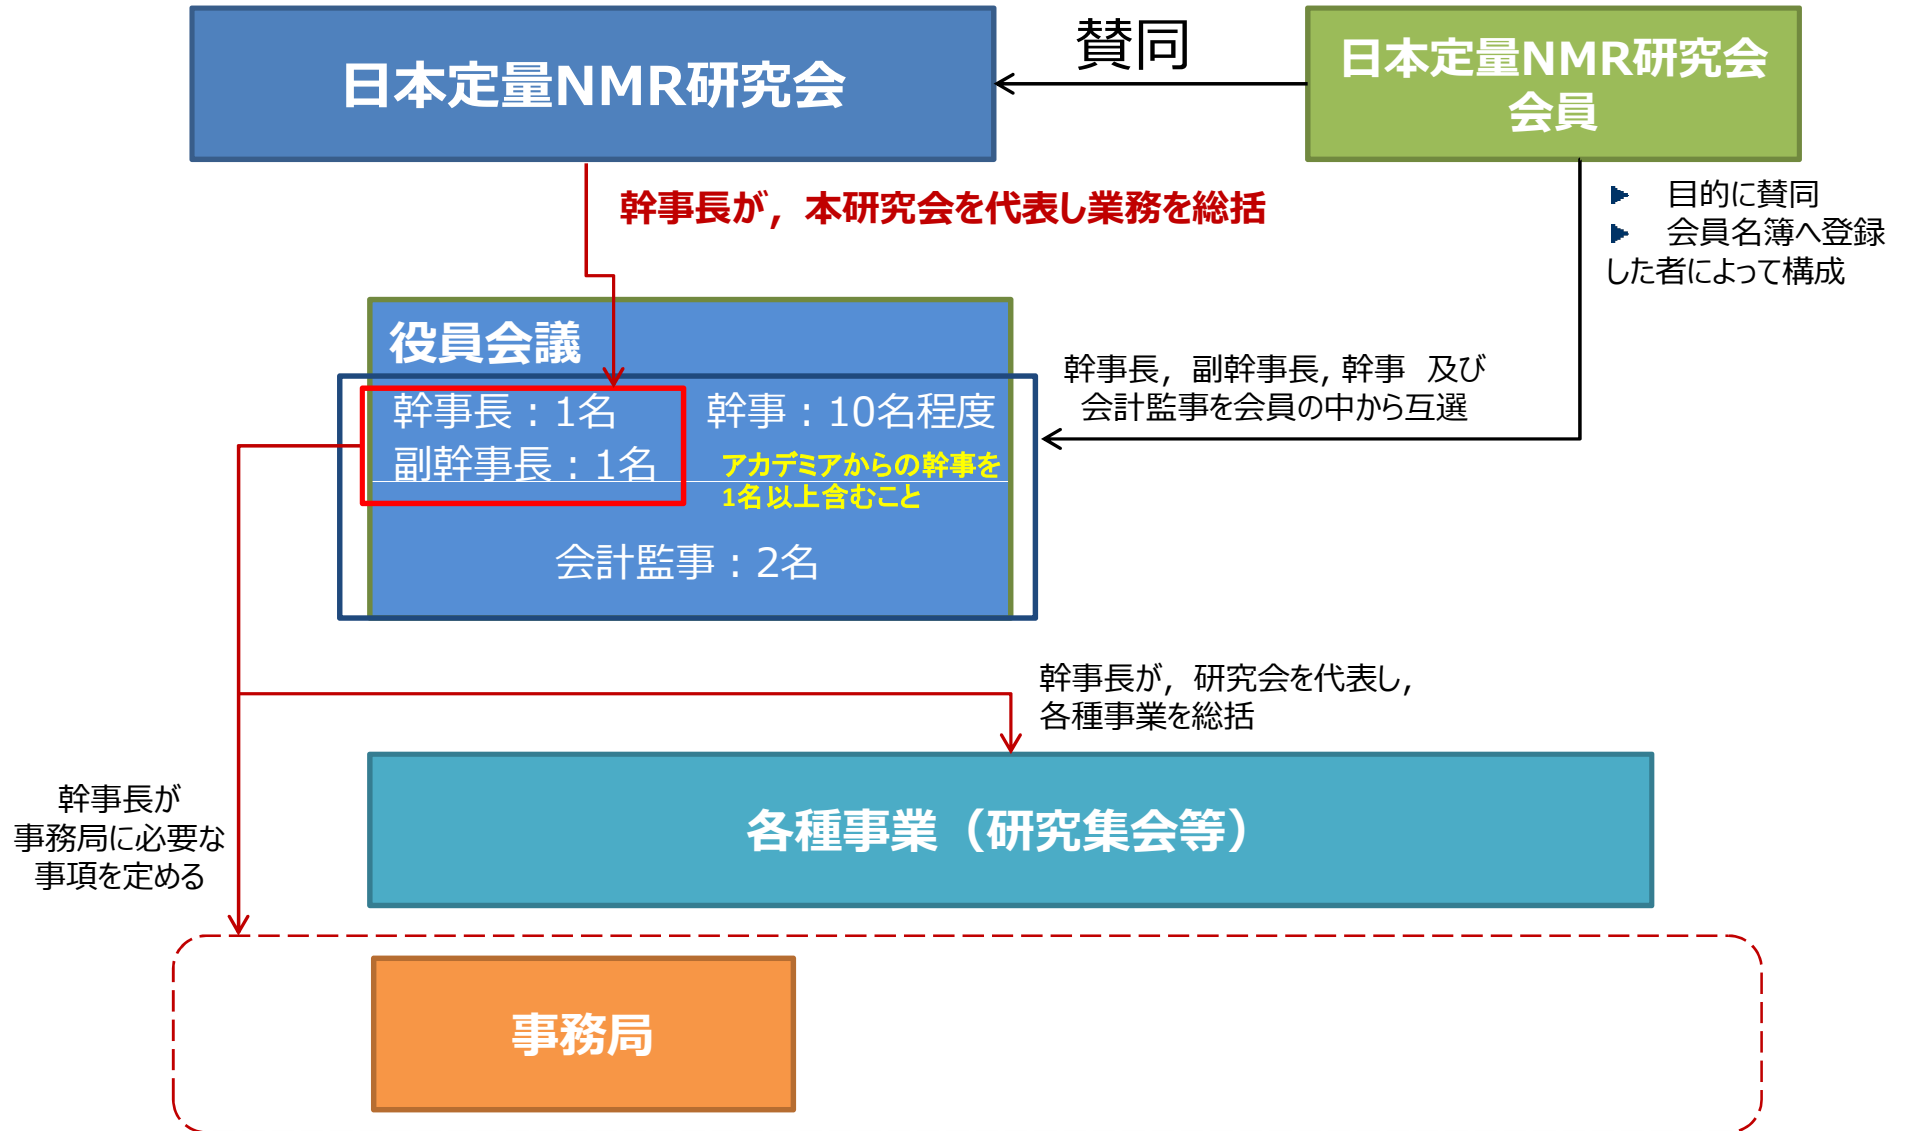 日本定量NMR研究会
賛同
日本定量NMR研究会
会員
幹事長が，本研究会を代表し業務を総括
目的に賛同
会員名簿へ登録
した者によって構成
役員会議
幹事長：1名
幹事：10名程度
副幹事長：1名
アカデミアからの幹事を
1名以上含むこと
会計監事：2名
幹事長，副幹事長，幹事　及び
会計監事を会員の中から互選
幹事長が，研究会を代表し，
各種事業を総括
各種事業（研究集会等）
幹事長が
事務局に必要な
事項を定める
事務局